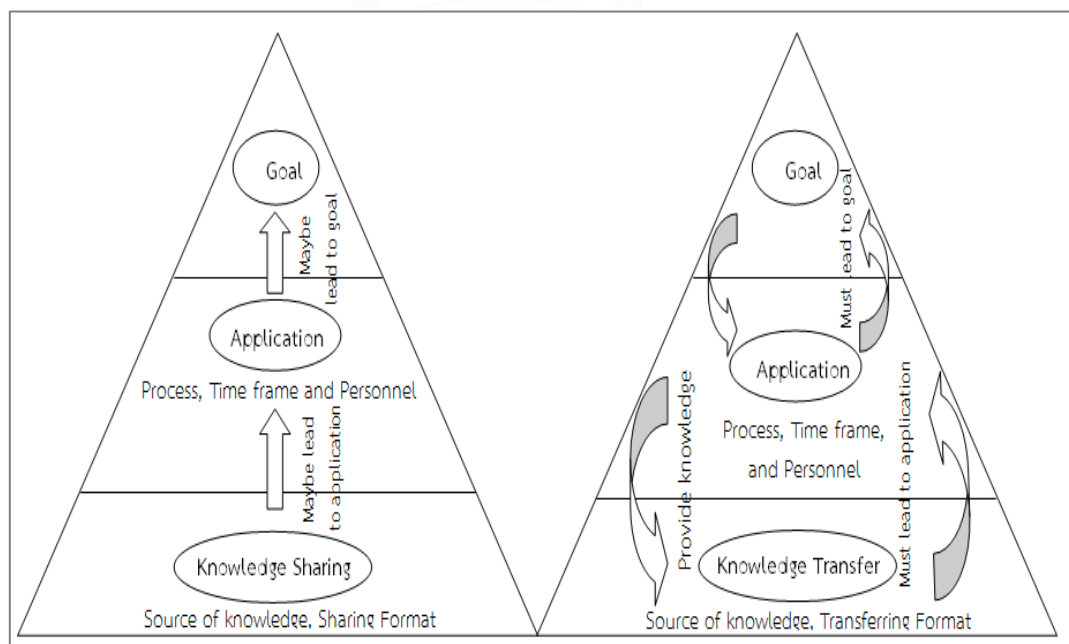 Goal
Maybe
lead to goal
Application
Process, Time frame and Personnel
Maybe lead
to application
Knowledge Sharing
Source of knowledge, Sharing Format
Goal
Must Lead to goal
Application
Process, Time frame,
and Personnel
Provide knowledge
Must lead to application
Knowledge Transfer
Source of knowledge, Transferring Format